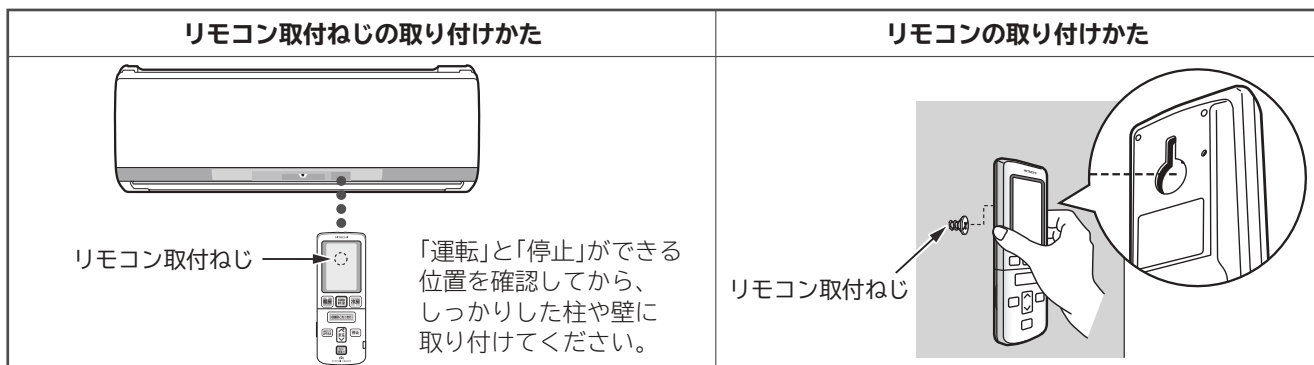 リモコン取付ねじの取り付けかた
リモコンの取り付けかた
リモコン取付ねじ
「運転」と「停止」ができる
位置を確認してから、
しっかりした柱や壁に
取り付けてください。
リモコン取付ねじ